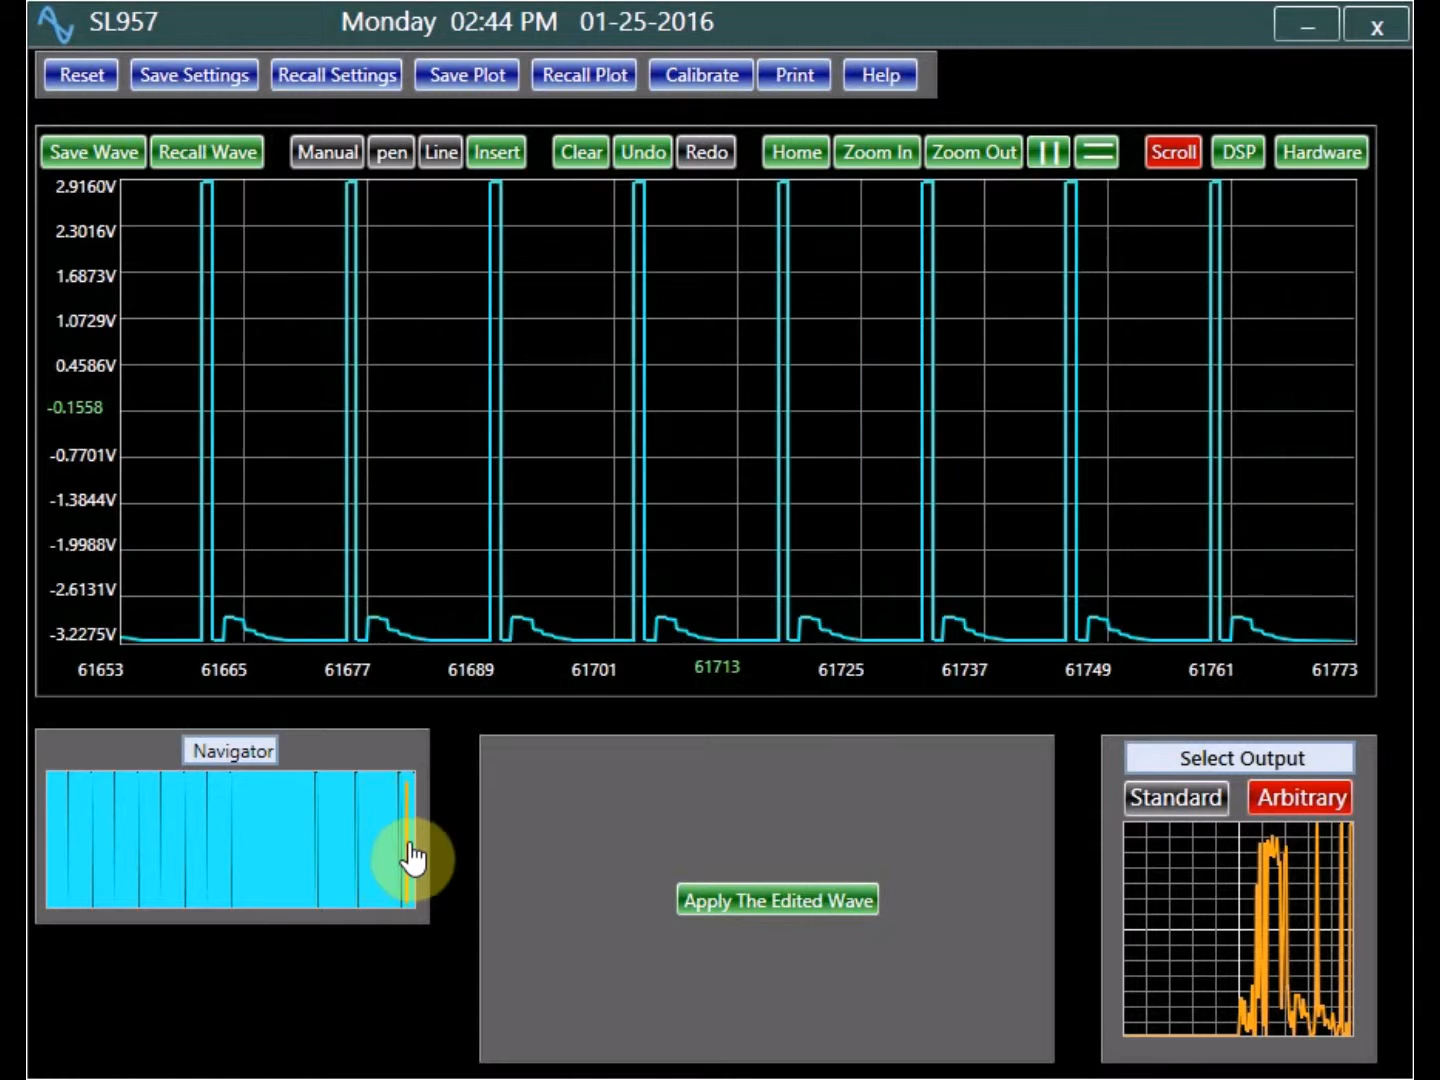 SL957 Monday 02:44 PM 01-25-2016 _ X
Reset Save Settings Recall Settings Save Plot Recall Plot Calibrate Print Help
Save Wave Recall Wave Manual pen Line Insert Clear Undo Redo Home Zoom In Zoom Out Scroll DSP Hardware
2.9160V
2.3016V
1.6873V
1.0729V
0.4586V
-0.1558
-0.7701V
-1.3844V
-1.9988V
-2.6131V
-3.2275V
61653 61665 61677 61689 61701 61713 61725 61737 61749 61761 61773
Navigator
Apply The Edited Wave
Select Output
Standard Arbitrary